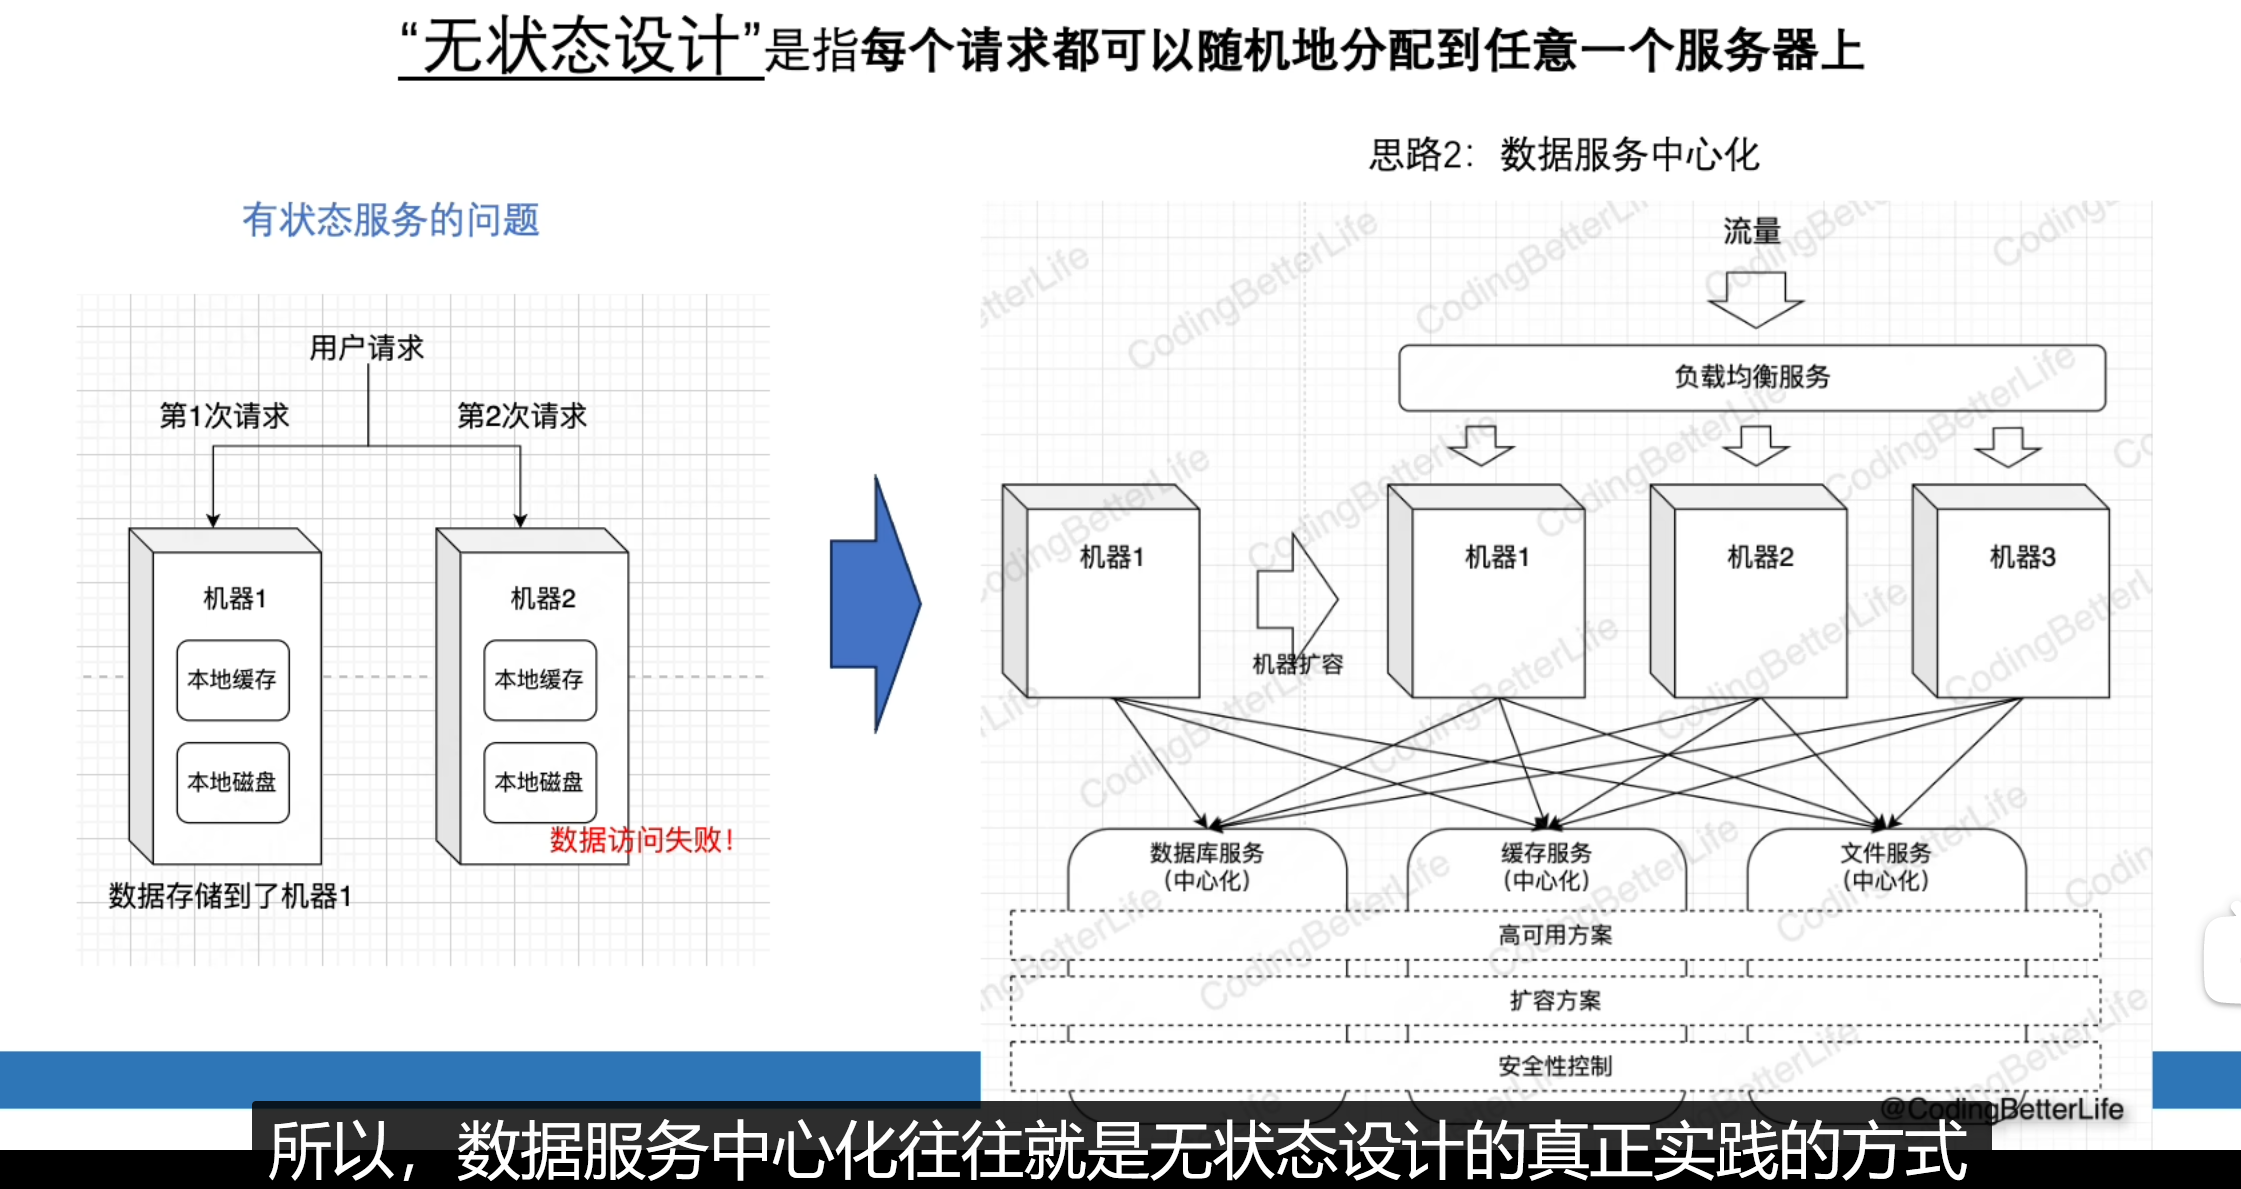 “无状态设计”是指每个请求都可以随机地分配到任意一个服务器上
思路2：数据服务中心化
有状态服务的问题
用户请求
第1次请求
第2次请求
机器1
机器2
本地缓存
本地缓存
本地磁盘
本地磁盘
数据访问失败！
数据存储到了机器1
流量
负载均衡服务
机器1
机器扩容
机器1
机器2
机器3
数据库服务
（中心化）
缓存服务
（中心化）
文件服务
（中心化）
高可用方案
扩容方案
安全性控制
CodingBetterLife
@CodingBetterLife
所以，数据服务中心化往往就是无状态设计的真正实践的方式